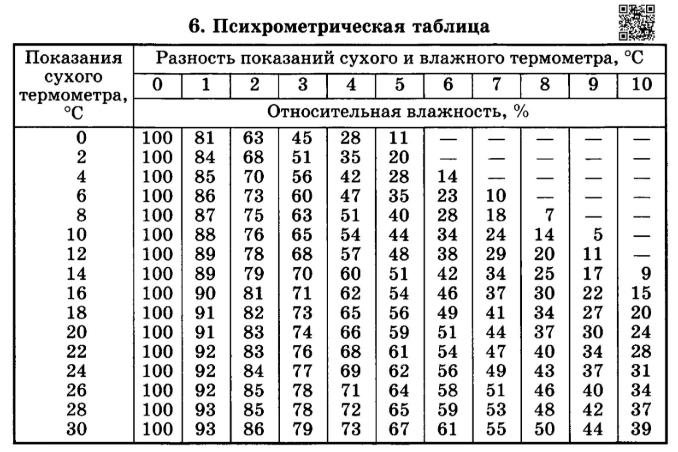 6. Психрометрическая таблица
Показания сухого термометра, °С
Разность показаний сухого и влажного термометра, °С
0 1 2 3 4 5 6 7 8 9 10
Относительная влажность, %
0 100 81 63 45 28 11 — — — — —
2 100 84 68 51 35 20 — — — — —
4 100 85 70 56 42 28 14 — — — —
6 100 86 73 60 47 35 23 10 — — —
8 100 87 75 63 51 40 28 18 7 — —
10 100 88 76 65 54 44 34 24 14 5 —
12 100 89 78 68 57 48 38 29 20 11 —
14 100 89 79 70 60 51 42 34 25 17 9
16 100 90 81 71 62 54 46 37 30 22 15
18 100 91 82 73 65 56 49 41 34 27 20
20 100 91 83 74 66 59 51 44 37 30 24
22 100 92 83 76 68 61 54 47 40 34 28
24 100 92 84 77 69 62 56 49 43 37 31
26 100 92 85 78 71 64 58 51 46 40 34
28 100 93 85 78 72 65 59 53 48 42 37
30 100 93 86 79 73 67 61 55 50 44 39